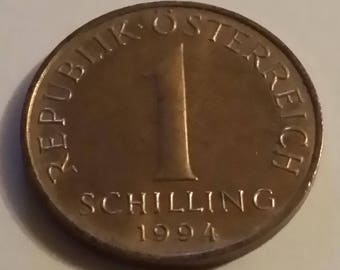 REPUBLIK · ÖSTERREICH
1
SCHILLING
1994